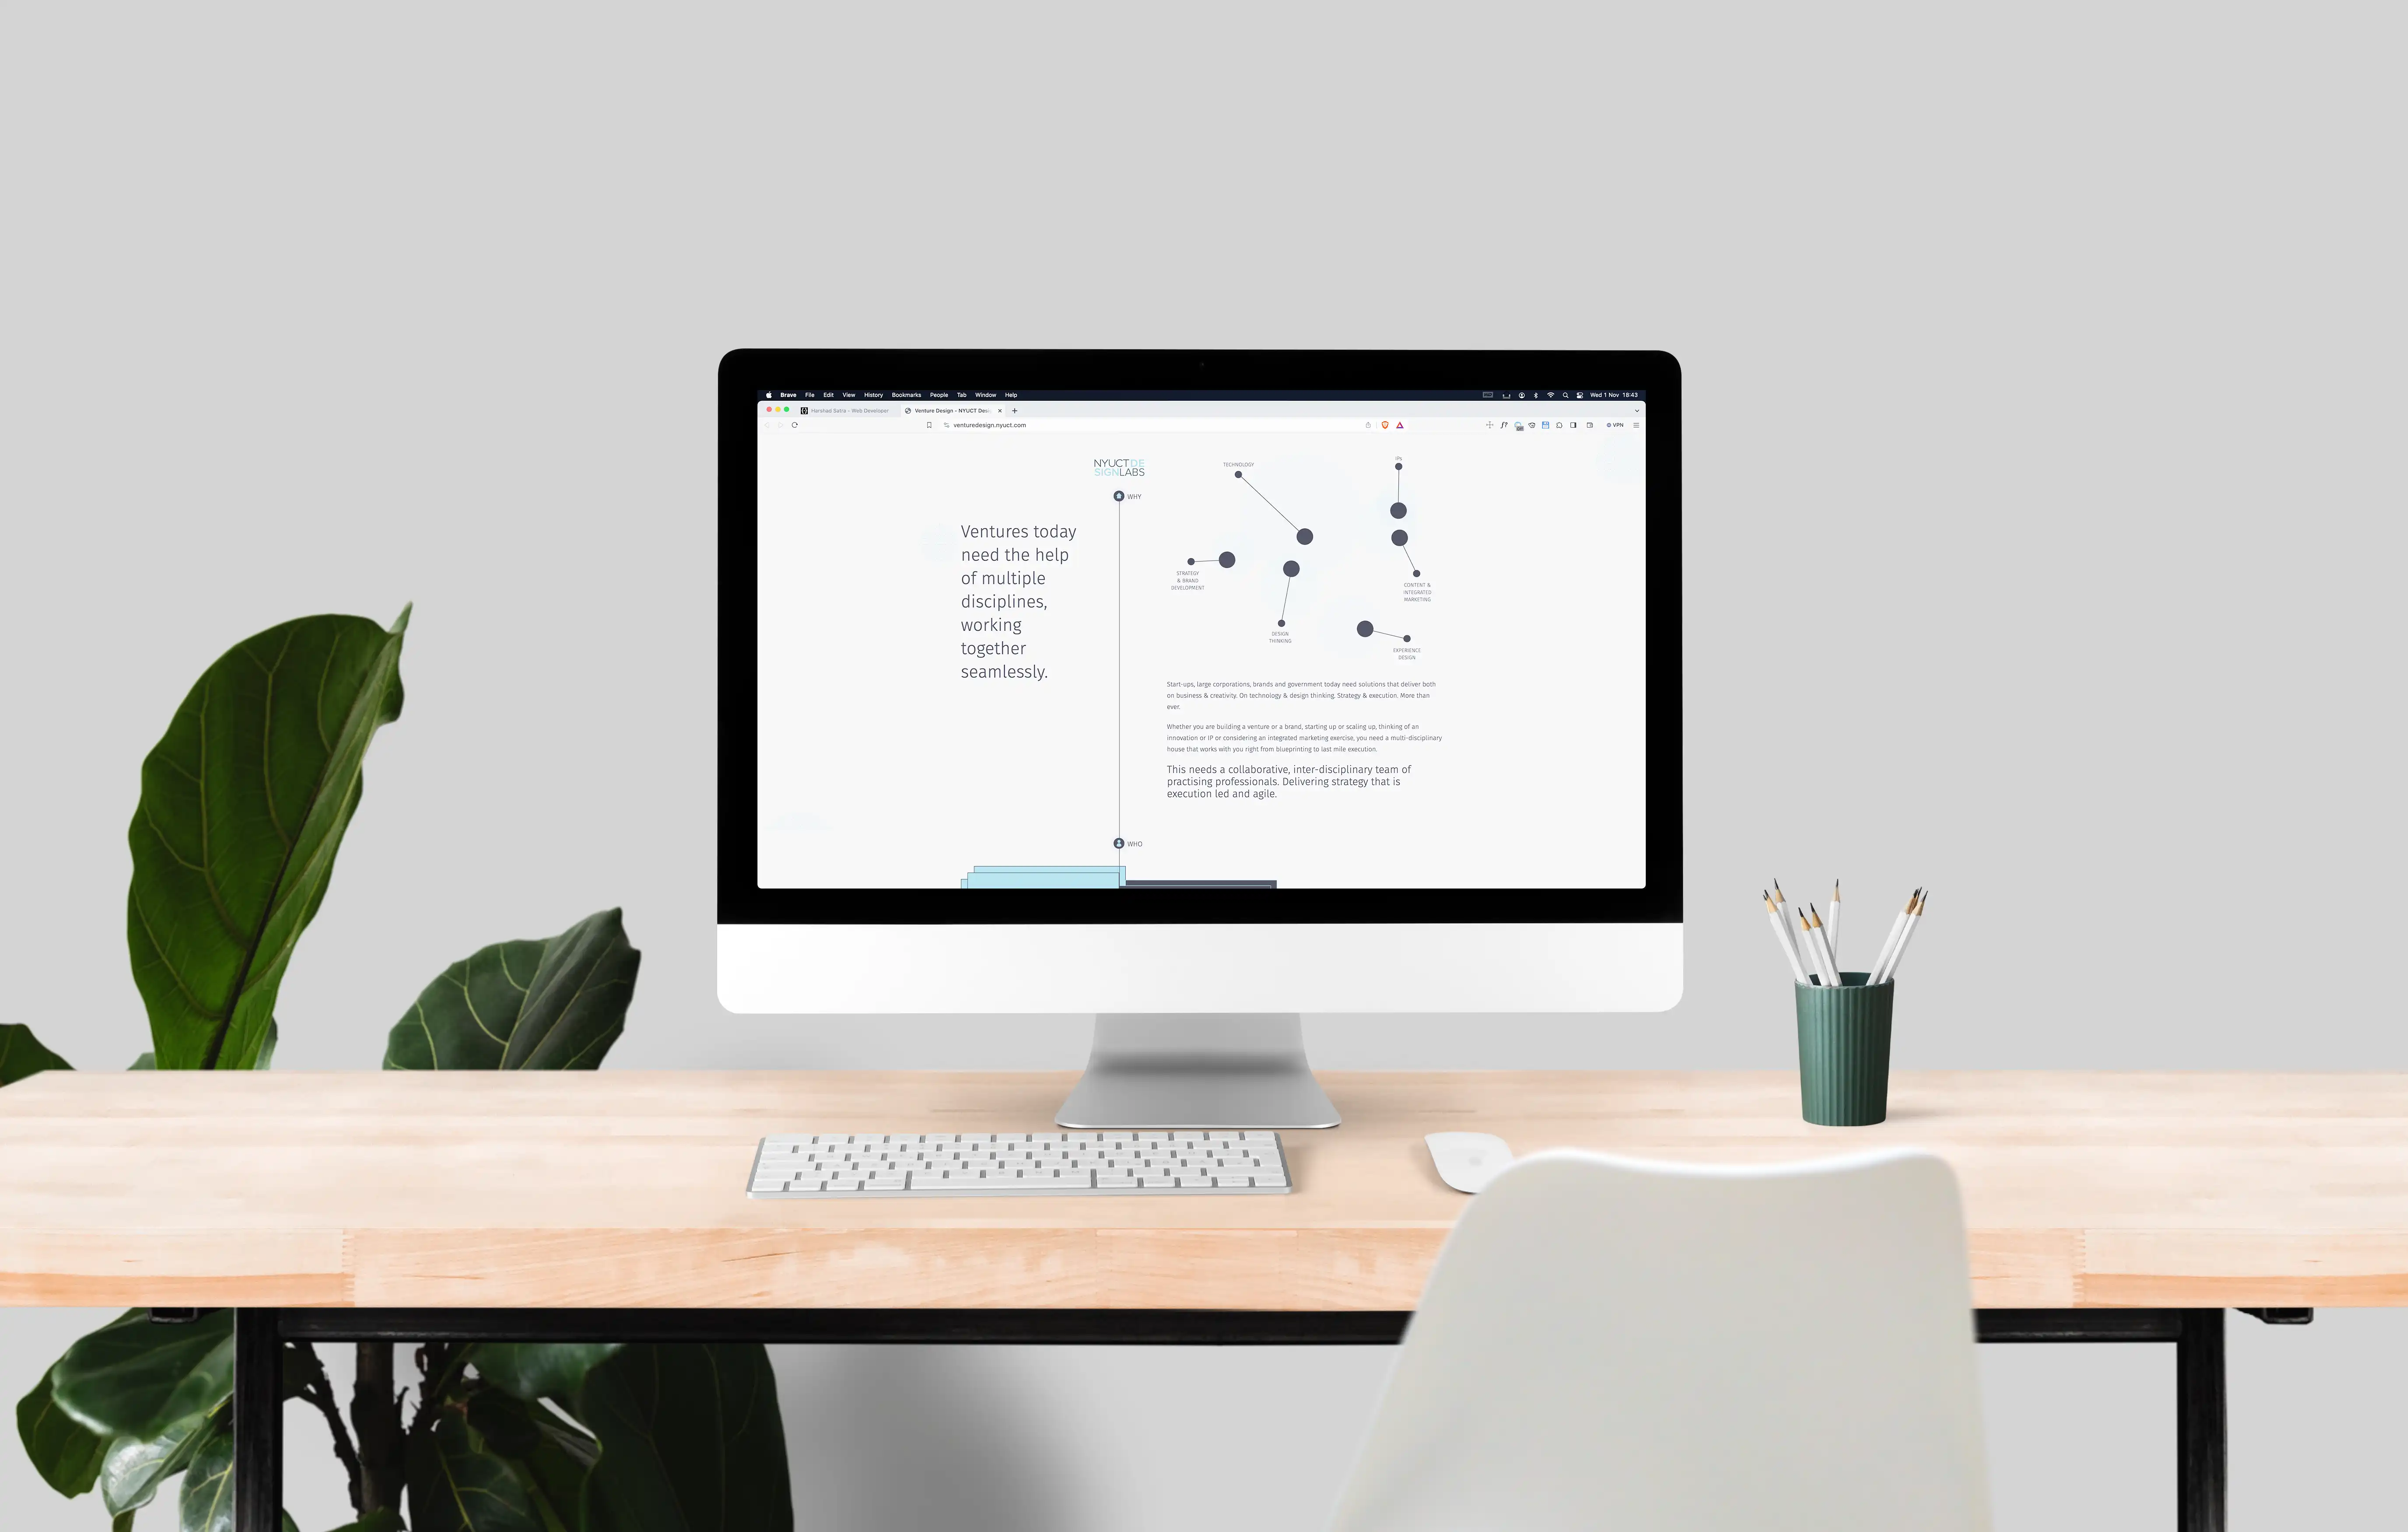 Brave File Edit View History Bookmarks People Tab Window Help
Wed 1 Nov 18:43
Harshad Satra - Web Developer
Venture Design - NYUCT Des
venturedesign.nyuct.com
VPN
NYUCTDE
SIGNLABS
WHY
Ventures today
need the help
of multiple
disciplines,
working
together
seamlessly.
TECHNOLOGY
IPs
STRATEGY
& BRAND
DEVELOPMENT
CONTENT &
INTEGRATED
MARKETING
DESIGN
THINKING
EXPERIENCE
DESIGN
Start-ups, large corporations, brands and government today need solutions that deliver both
on business & creativity. On technology & design thinking. Strategy & execution. More than
ever.
Whether you are building a venture or a brand, starting up or scaling up, thinking of an
innovation or IP or considering an integrated marketing exercise, you need a multi-disciplinary
house that works with you right from blueprinting to last mile execution.
This needs a collaborative, inter-disciplinary team of
practising professionals. Delivering strategy that is
execution led and agile.
WHO